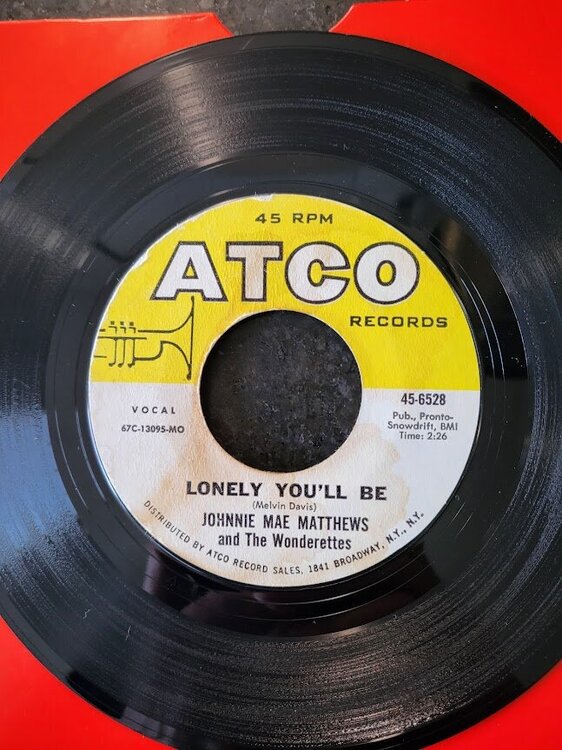 45 RPM
ATCO
RECORDS
VOCAL
67C-13095-MO
45-6528
Pub., Pronto-
Snowdrift, BMI
Time: 2:26
LONELY YOU'LL BE
(Melvin Davis)
JOHNNIE MAE MATTHEWS
and The Wonderettes
DISTRIBUTED BY ATCO RECORD SALES, 1841 BROADWAY, N.Y., N.Y.